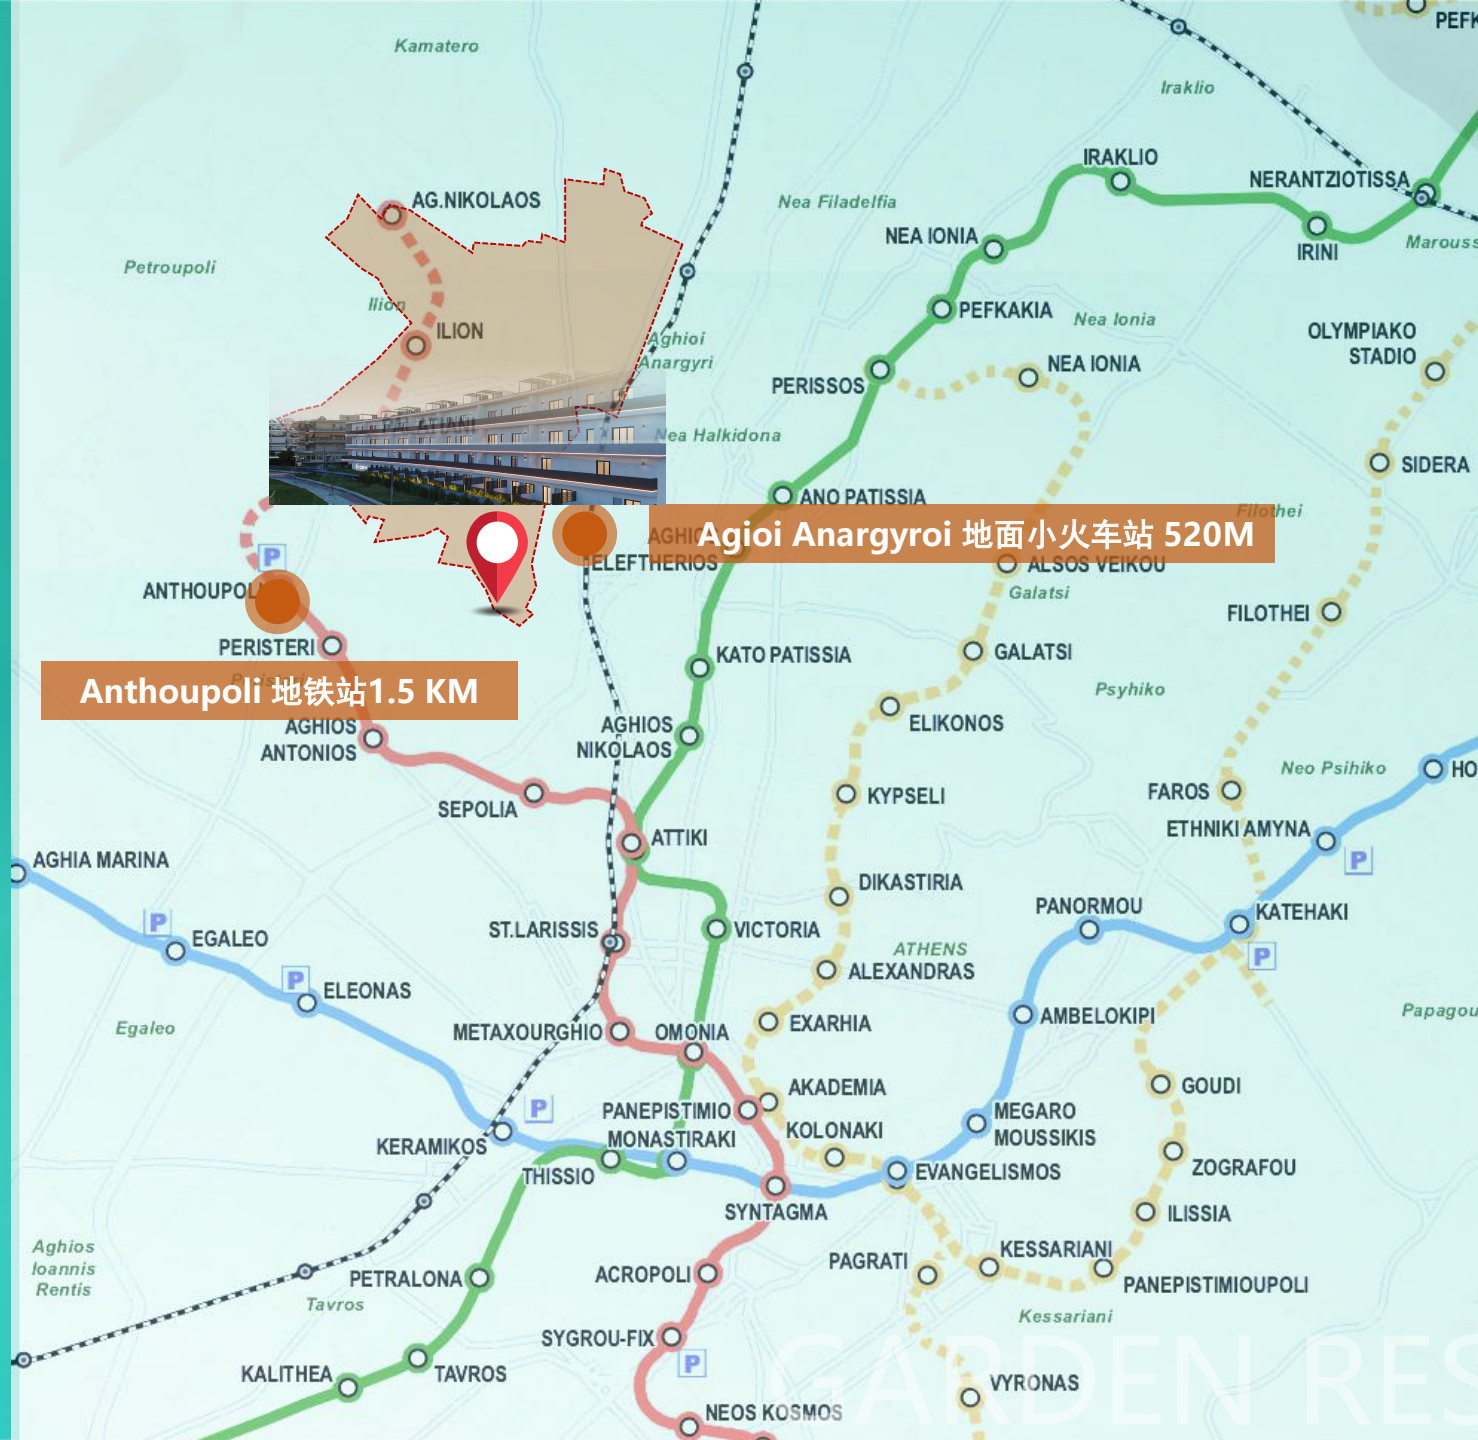 PEFK
Kamatero
Iraklio
IRAKLIO
NERANTZIOTISSA
AG.NIKOLAOS
Nea Filadelfia
NEA IONIA
IRINI
Marouss
Petroupoli
Ilion
ILION
PEFKAKIA
Nea Ionia
OLYMPIAKO
STADIO
Aghioi
Anargyri
PERISSOS
NEA IONIA
Nea Halkidona
SIDERA
ANO PATISSIA
Filothei
Agioi Anargyroi 地面小火车站 520M
ELEFTHERIOS
ALSOS VEIKOU
P
ANTHOUPOLI
Galatsi
FILOTHEI
PERISTERI
KATO PATISSIA
GALATSI
Anthoupoli 地铁站1.5 KM
Psyhiko
AGHIOS
ANTONIOS
AGHIOS
NIKOLAOS
ELIKONOS
Neo Psihiko
HO
SEPOLIA
KYPSELI
FAROS
ETHNIKI AMYNA
P
ATTIKI
AGHIA MARINA
DIKASTIRIA
PANORMOU
KATEHAKI
P
P
EGALEO
ST.LARISSIS
VICTORIA
ATHENS
ALEXANDRAS
P
ELEONAS
Egaleo
METAXOURGHIO
OMONIA
EXARHIA
AMBELOKIPI
Papagou
P
AKADEMIA
GOUDI
PANEPISTIMIO
MEGARO
MOUSSIKIS
KERAMIKOS
MONASTIRAKI
KOLONAKI
THISSIO
EVANGELISMOS
ZOGRAFOU
SYNTAGMA
ILISSIA
Aghios
Ioannis
Rentis
PETRALONA
ACROPOLI
PAGRATI
KESSARIANI
PANEPISTIMIOUPOLI
Tavros
Kessariani
SYGROU-FIX
P
KALITHEA
TAVROS
VYRONAS
NEOS KOSMOS
GARDEN RES